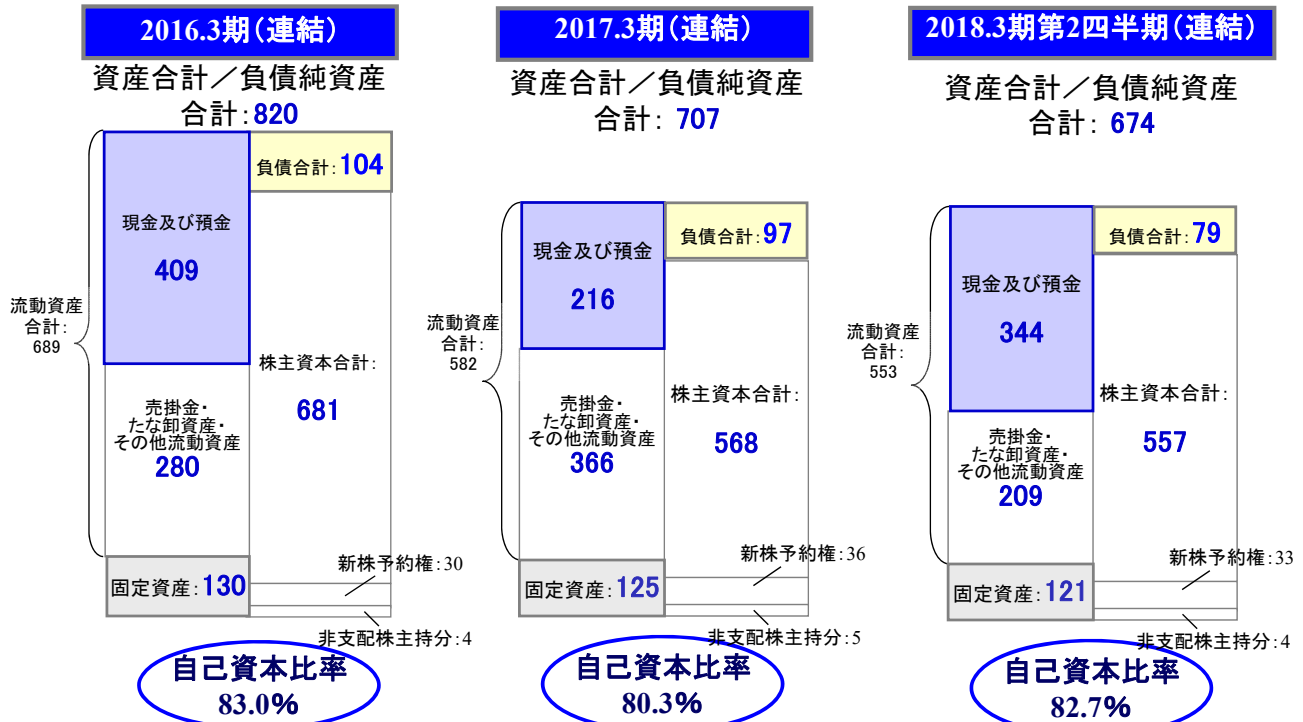 2016.3期（連結）
資産合計／負債純資産
合計：820
負債合計：104
現金及び預金
409
流動資産
合計：
689
株主資本合計：
681
売掛金・
たな卸資産・
その他流動資産
280
新株予約権：30
固定資産：130
非支配株主持分：4
自己資本比率
83.0％
2017.3期（連結）
資産合計／負債純資産
合計： 707
負債合計：97
現金及び預金
216
流動資産
合計：
582
株主資本合計：
568
売掛金・
たな卸資産・
その他流動資産
366
新株予約権：36
固定資産：125
非支配株主持分：5
自己資本比率
80.3％
2018.3期第2四半期（連結）
資産合計／負債純資産
合計： 674
負債合計：79
現金及び預金
344
流動資産
合計：
553
株主資本合計：
557
売掛金・
たな卸資産・
その他流動資産
209
新株予約権：33
固定資産：121
非支配株主持分：4
自己資本比率
82.7％